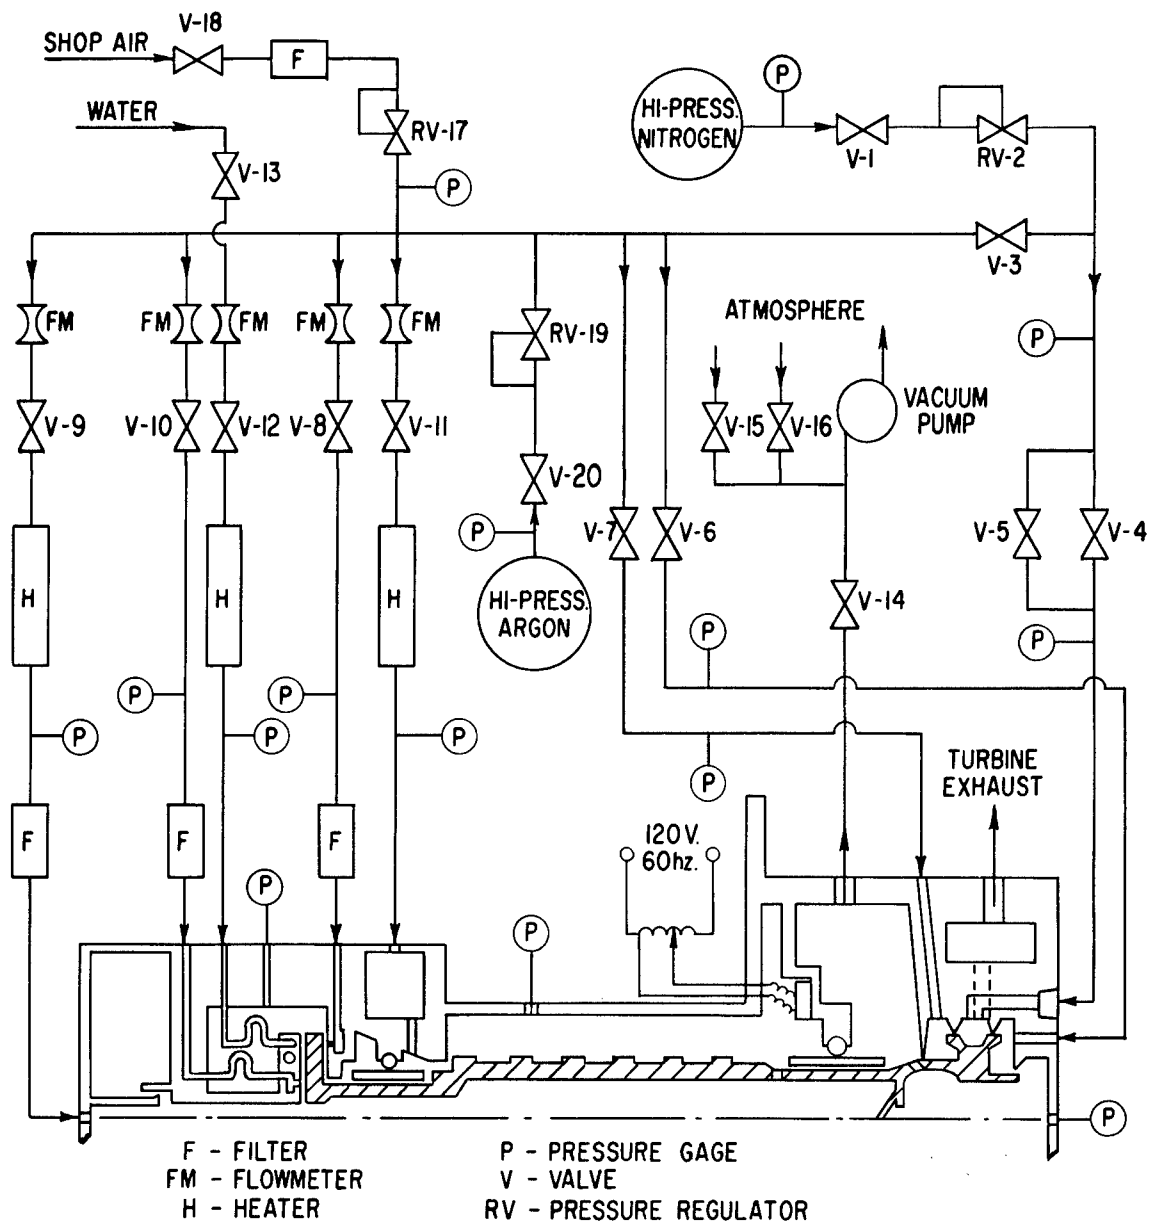 V-18
SHOP AIR
F
WATER
RV-17
V-13
P
P
HI-PRESS.
NITROGEN
V-1
RV-2
V-3
FM
FM
FM
FM
FM
RV-19
ATMOSPHERE
P
VACUUM
PUMP
V-9
V-10
V-12
V-8
V-11
V-15
V-16
V-20
P
V-7
V-6
V-5
V-4
H
H
H
HI-PRESS.
ARGON
V-14
P
P
P
P
P
P
P
P
TURBINE
EXHAUST
F
F
F
120 V.
60hz.
P
P
P
F - FILTER
FM - FLOWMETER
H - HEATER
P - PRESSURE GAGE
V - VALVE
RV - PRESSURE REGULATOR